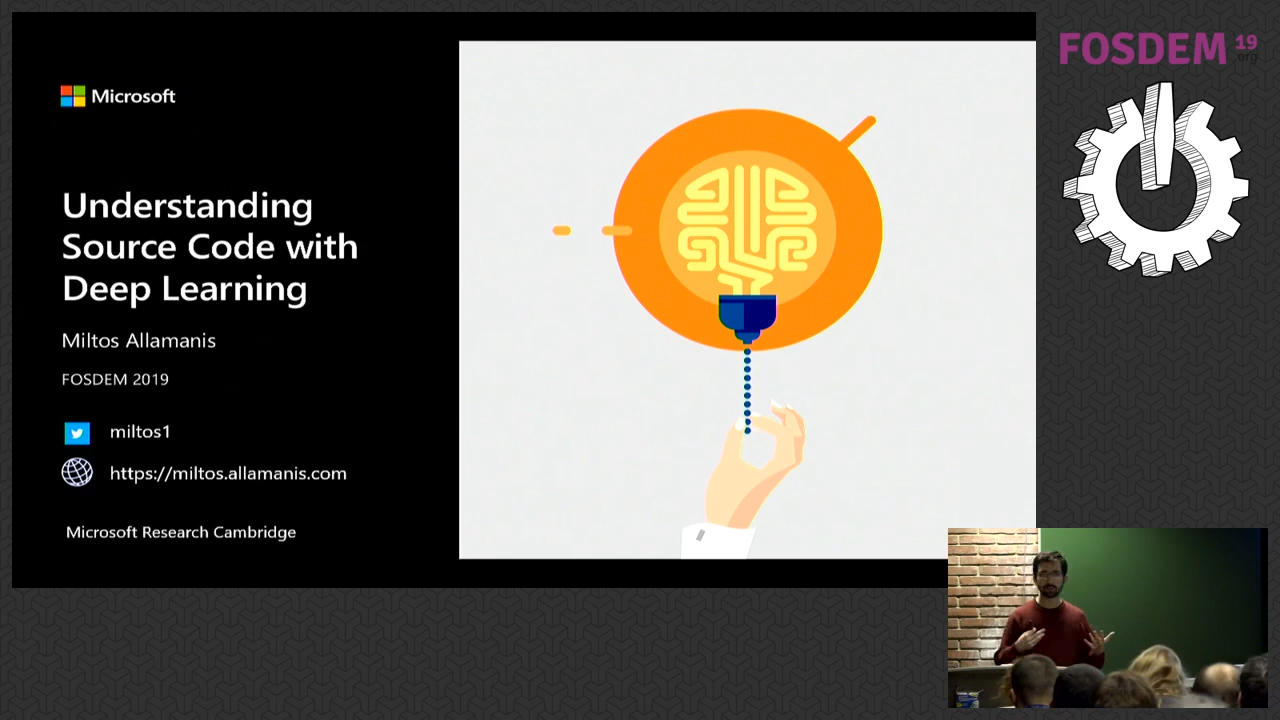 Microsoft
Understanding
Source Code with
Deep Learning
Miltos Allamanis
FOSDEM 2019
miltos1
https://miltos.allamanis.com
Microsoft Research Cambridge
FOSDEM 19
.org